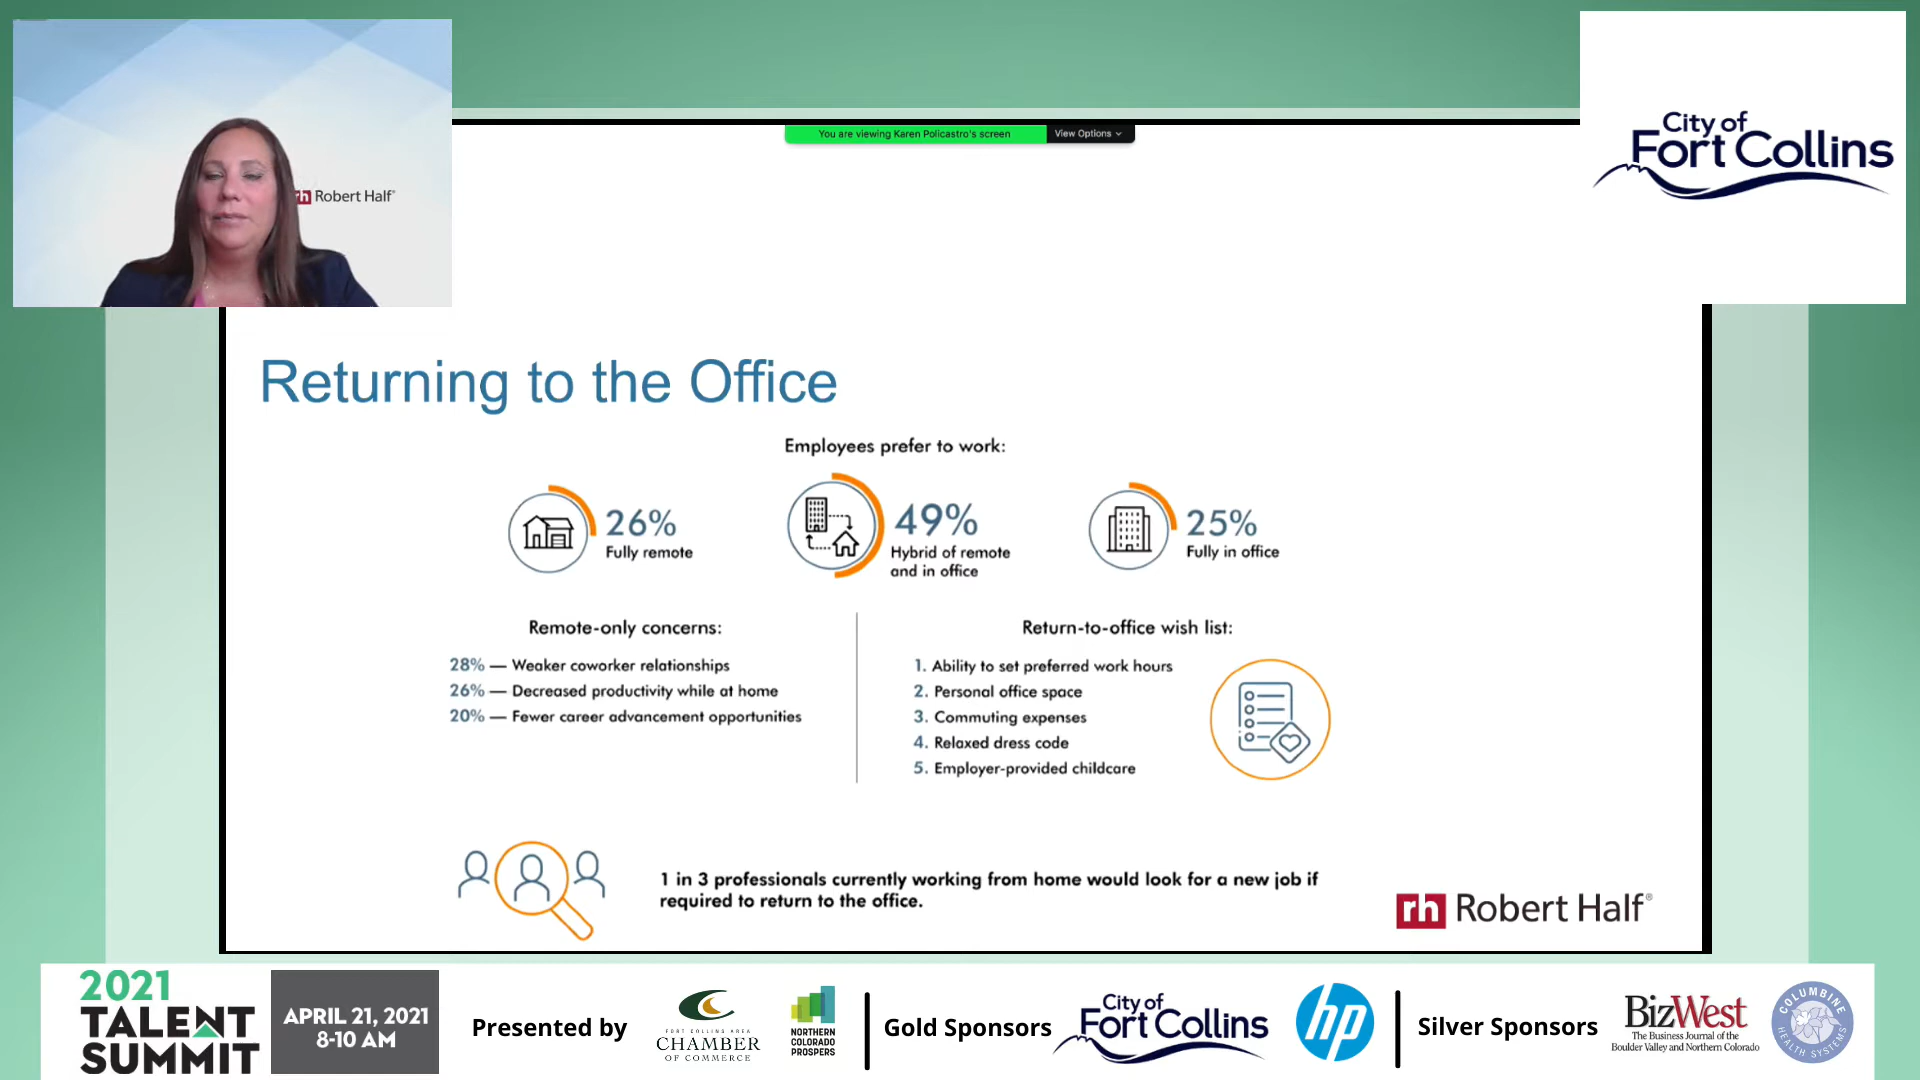 rh Robert Half®
You are viewing Karen Policastro's screen
View Options
City of
Fort Collins
Returning to the Office
Employees prefer to work:
26%
Fully remote
49%
Hybrid of remote
and in office
25%
Fully in office
Remote-only concerns:
28% — Weaker coworker relationships
26% — Decreased productivity while at home
20% — Fewer career advancement opportunities
Return-to-office wish list:
1. Ability to set preferred work hours
2. Personal office space
3. Commuting expenses
4. Relaxed dress code
5. Employer-provided childcare
1 in 3 professionals currently working from home would look for a new job if
required to return to the office.
rh Robert Half®
2021
TALENT
SUMMIT
APRIL 21, 2021
8-10 AM
Presented by
FORT COLLINS AREA
CHAMBER
OF COMMERCE
NORTHERN
COLORADO
PROSPERS
Gold Sponsors
City of
Fort Collins
hp
Silver Sponsors
BizWest
The Business Journal of the
Boulder Valley and Northern Colorado
COLUMBINE
HEALTH SYSTEMS